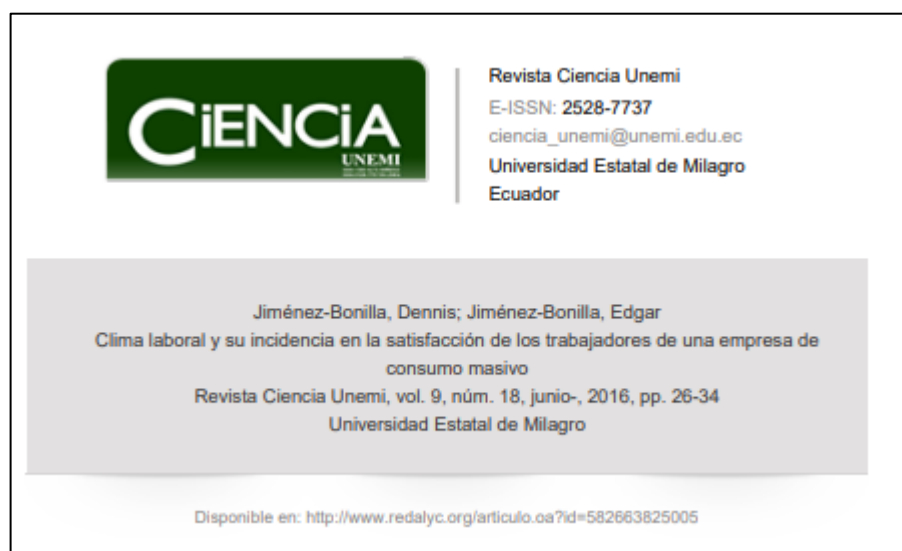 CiENCiA
UNEMI
Revista Ciencia Unemi
E-ISSN: 2528-7737
ciencia_unemi@unemi.edu.ec
Universidad Estatal de Milagro
Ecuador
Jiménez-Bonilla, Dennis; Jiménez-Bonilla, Edgar
Clima laboral y su incidencia en la satisfacción de los trabajadores de una empresa de
consumo masivo
Revista Ciencia Unemi, vol. 9, núm. 18, junio-, 2016, pp. 26-34
Universidad Estatal de Milagro
Disponible en: http://www.redalyc.org/articulo.oa?id=582663825005